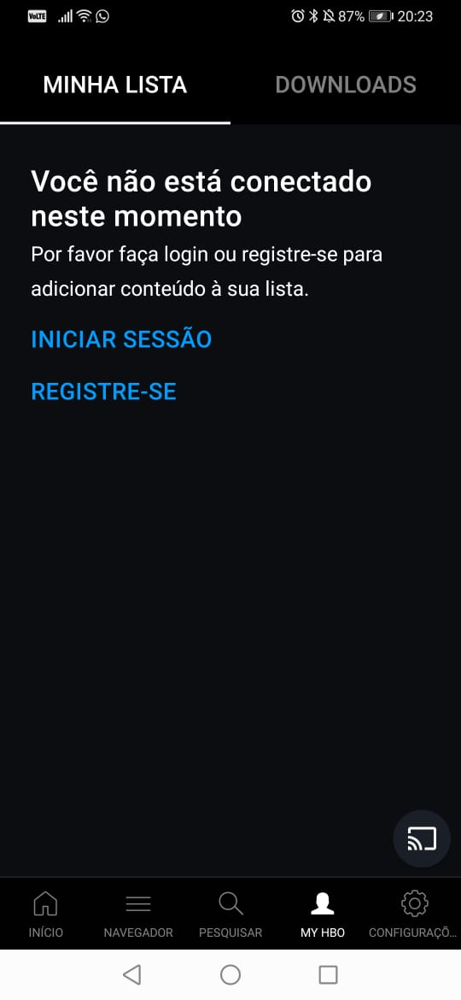 VoLTE 87% 20:23
MINHA LISTA DOWNLOADS
Você não está conectado
neste momento
Por favor faça login ou registre-se para
adicionar conteúdo à sua lista.
INICIAR SESSÃO
REGISTRE-SE
INÍCIO NAVEGADOR PESQUISAR MY HBO CONFIGURAÇÕ...